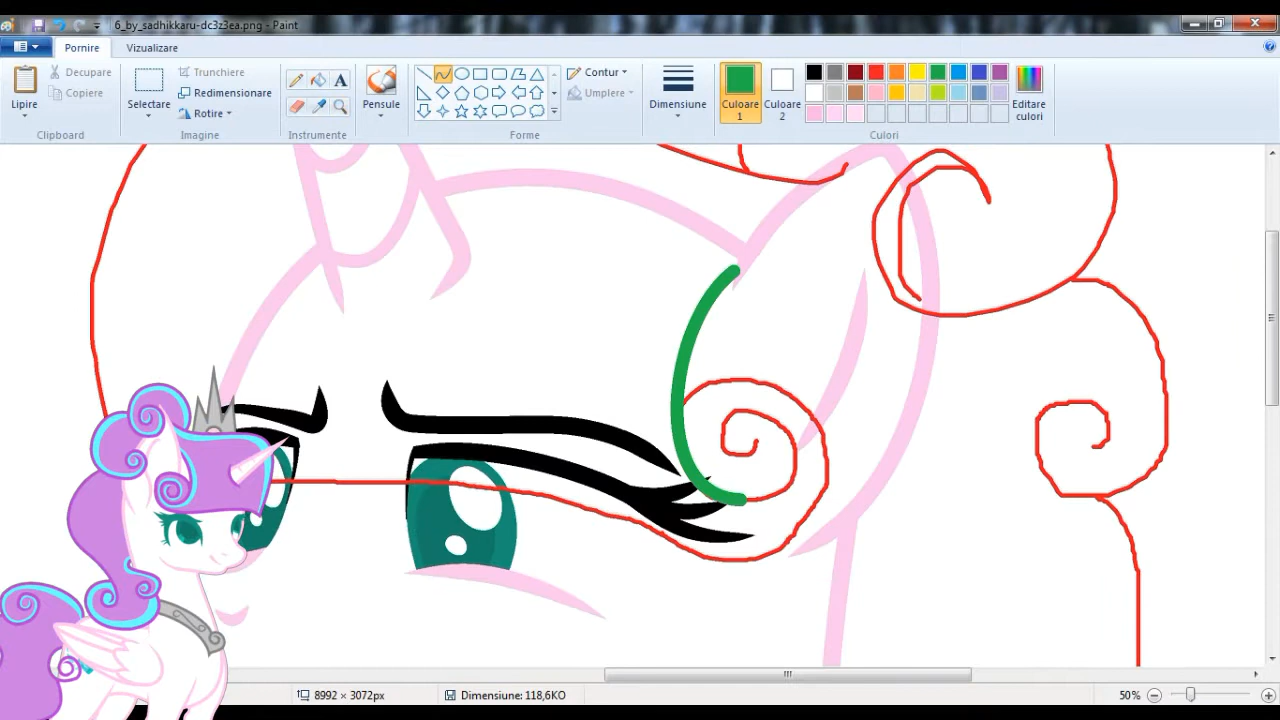 6_by_sadhikkaru-dc3z3ea.png - Paint
Pornire
Vizualizare
Lipire
Decupare
Copiere
Clipboard
Selectare
Trunchiere
Redimensionare
Rotire
Imagine
A
Instrumente
Pensule
Contur
Umplere
Forme
Dimensiune
Culoare
1
Culoare
2
Editare
culori
Culori
8992 × 3072px
Dimensiune: 118,6KO
50%